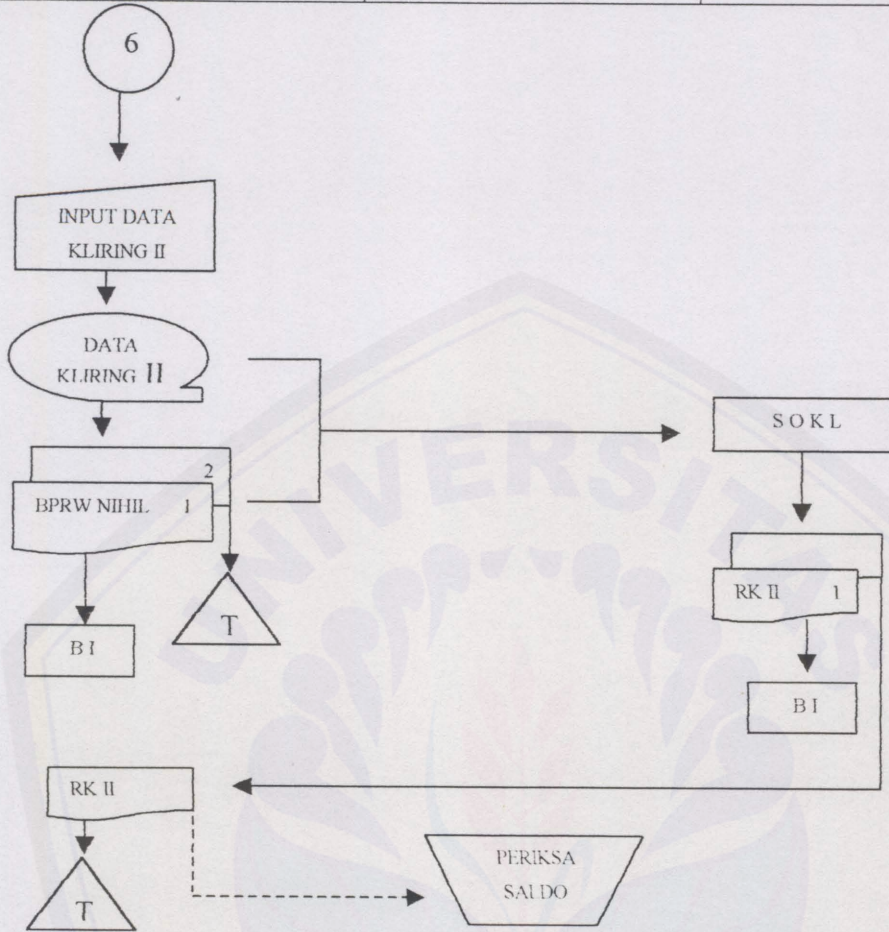 6
INPUT DATA
KLIRING II
DATA
KLIRING II
2
BPRW NIHIL 1
B I
T
S O K L
RK II 1
B I
RK II
T
PERIKSA
SALDO
UNIVERSITAS